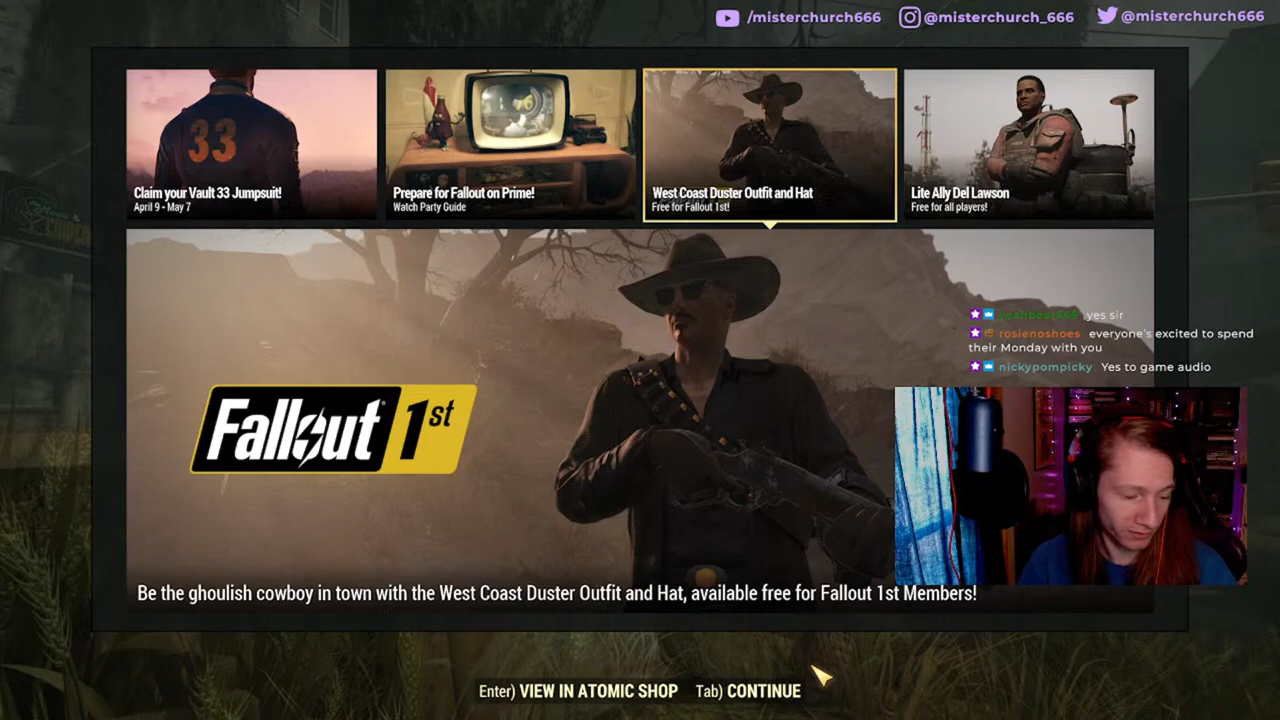 /misterchurch666 @misterchurch_666 @misterchurch666
33
Claim your Vault 33 Jumpsuit!
April 9 - May 7
Prepare for Fallout on Prime!
Watch Party Guide
West Coast Duster Outfit and Hat
Free for Fallout 1st!
Lite Ally Del Lawson
Free for all players!
yeahbear666 yes sir
rosienoshoes everyone's excited to spend
their Monday with you
nickypompicky Yes to game audio
Fallout 1st
Be the ghoulish cowboy in town with the West Coast Duster Outfit and Hat, available free for Fallout 1st Members!
Enter) VIEW IN ATOMIC SHOP Tab) CONTINUE